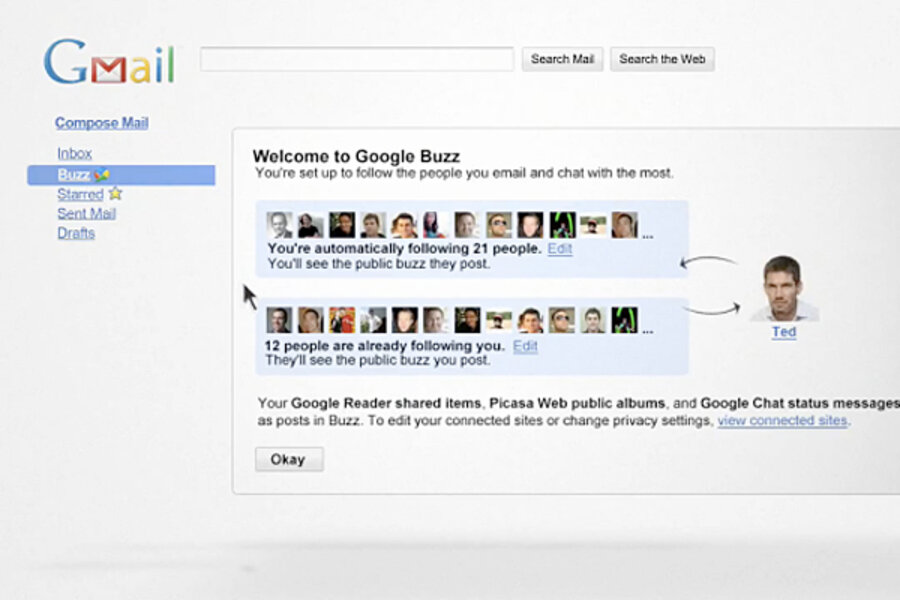 Gmail
Search Mail
Search the Web
Compose Mail
Inbox
Buzz
Starred
Sent Mail
Drafts
Welcome to Google Buzz
You're set up to follow the people you email and chat with the most.
...
You're automatically following 21 people. Edit
You'll see the public buzz they post.
...
12 people are already following you. Edit
They'll see the public buzz you post.
Ted
Your Google Reader shared items, Picasa Web public albums, and Google Chat status messages
as posts in Buzz. To edit your connected sites or change privacy settings, view connected sites.
Okay